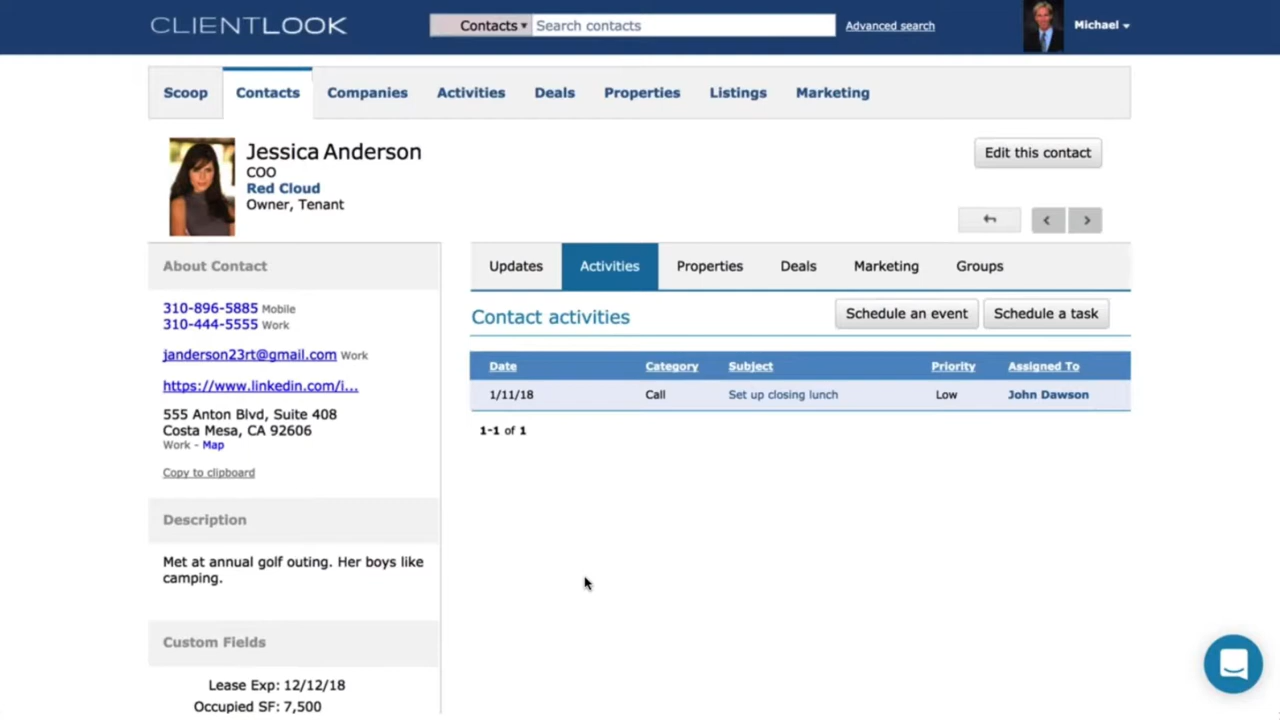 CLIENTLOOK
Contacts
Search contacts
Advanced search
Michael
Scoop
Contacts
Companies
Activities
Deals
Properties
Listings
Marketing
Jessica Anderson
COO
Red Cloud
Owner, Tenant
Edit this contact
About Contact
310-896-5885 Mobile
310-444-5555 Work
janderson23rt@gmail.com Work
https://www.linkedin.com/i...
555 Anton Blvd, Suite 408
Costa Mesa, CA 92606
Work - Map
Copy to clipboard
Description
Met at annual golf outing. Her boys like
camping.
Custom Fields
Lease Exp: 12/12/18
Occupied SF: 7,500
Updates
Activities
Properties
Deals
Marketing
Groups
Contact activities
Schedule an event
Schedule a task
Date Category Subject Priority Assigned To
1/11/18 Call Set up closing lunch Low John Dawson
1-1 of 1